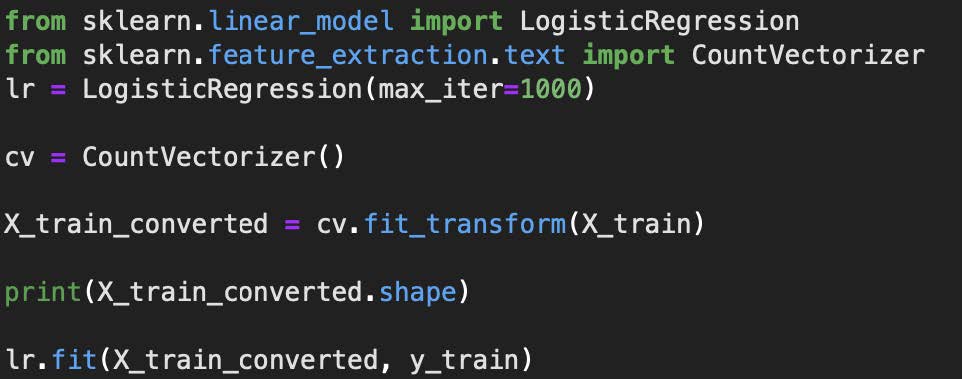 from sklearn.linear_model import LogisticRegression
from sklearn.feature_extraction.text import CountVectorizer
lr = LogisticRegression(max_iter=1000)
cv = CountVectorizer()
X_train_converted = cv.fit_transform(X_train)
print(X_train_converted.shape)
lr.fit(X_train_converted, y_train)